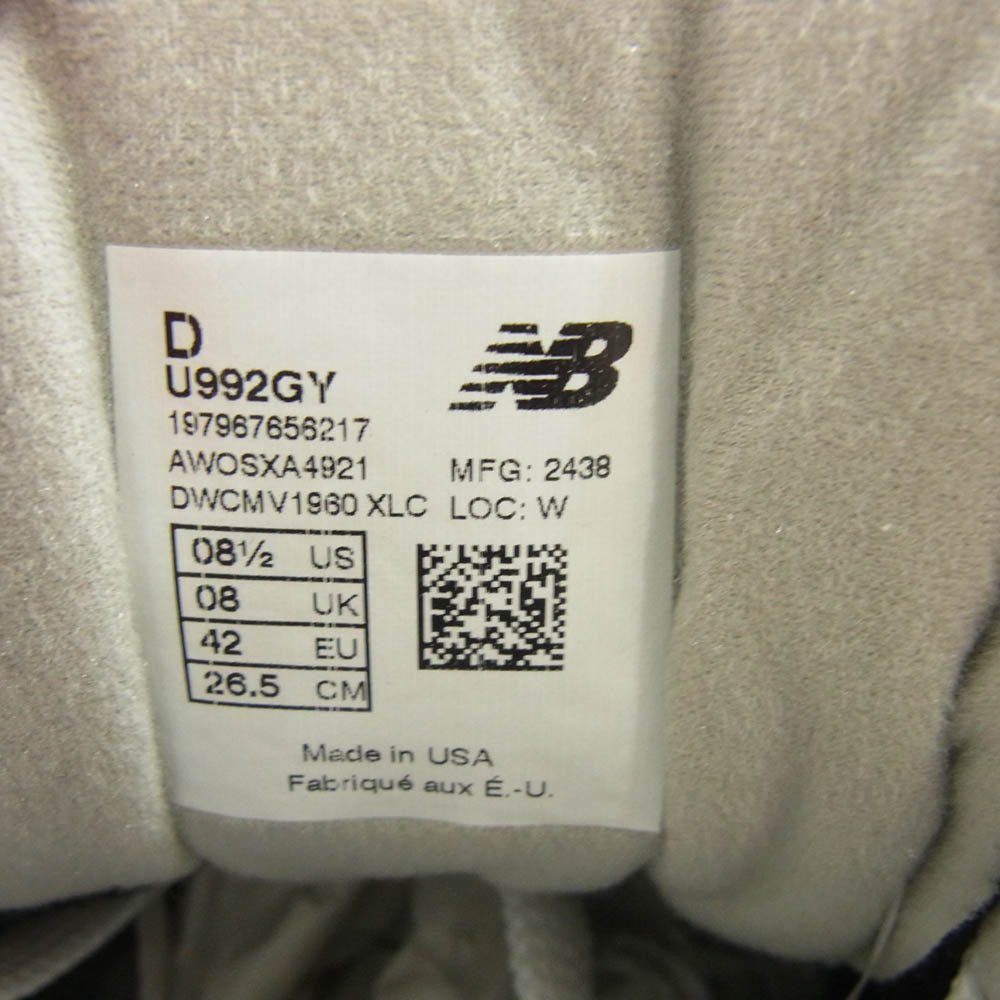 D
NB
U992GY
197967656217
AWOSXA4921
MFG: 2438
DWCMV1960 XLC
LOC: W
08½ US
08 UK
42 EU
26.5 CM
Made in USA
Fabriqué aux É.-U.